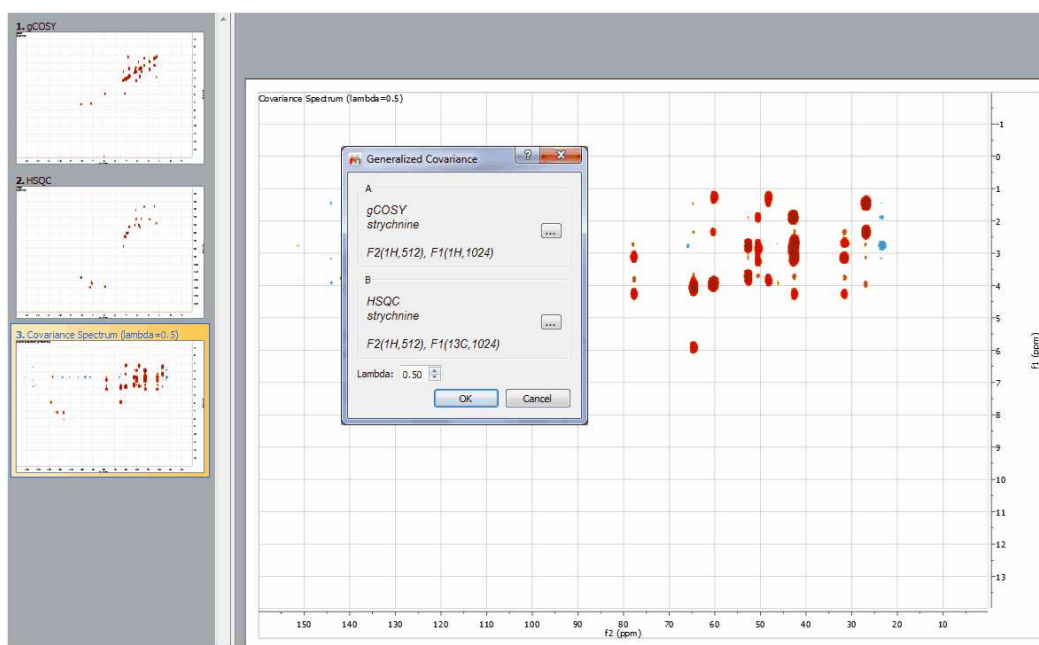 1. gCOSY
2. HSQC
3. Covariance Spectrum (lambda=0.5)
Covariance Spectrum (lambda=0.5)
Generalized Covariance
?
A
gCOSY
strychnine
...
F2(1H,512), F1(1H,1024)
B
HSQC
strychnine
...
F2(1H,512), F1(13C,1024)
Lambda: 0.50
OK Cancel
-1
0
1
2
3
4
5
6
7
8
9
10
11
12
13
f1 (ppm)
150 140 130 120 110 100 90 80 70 60 50 40 30 20 10
f2 (ppm)